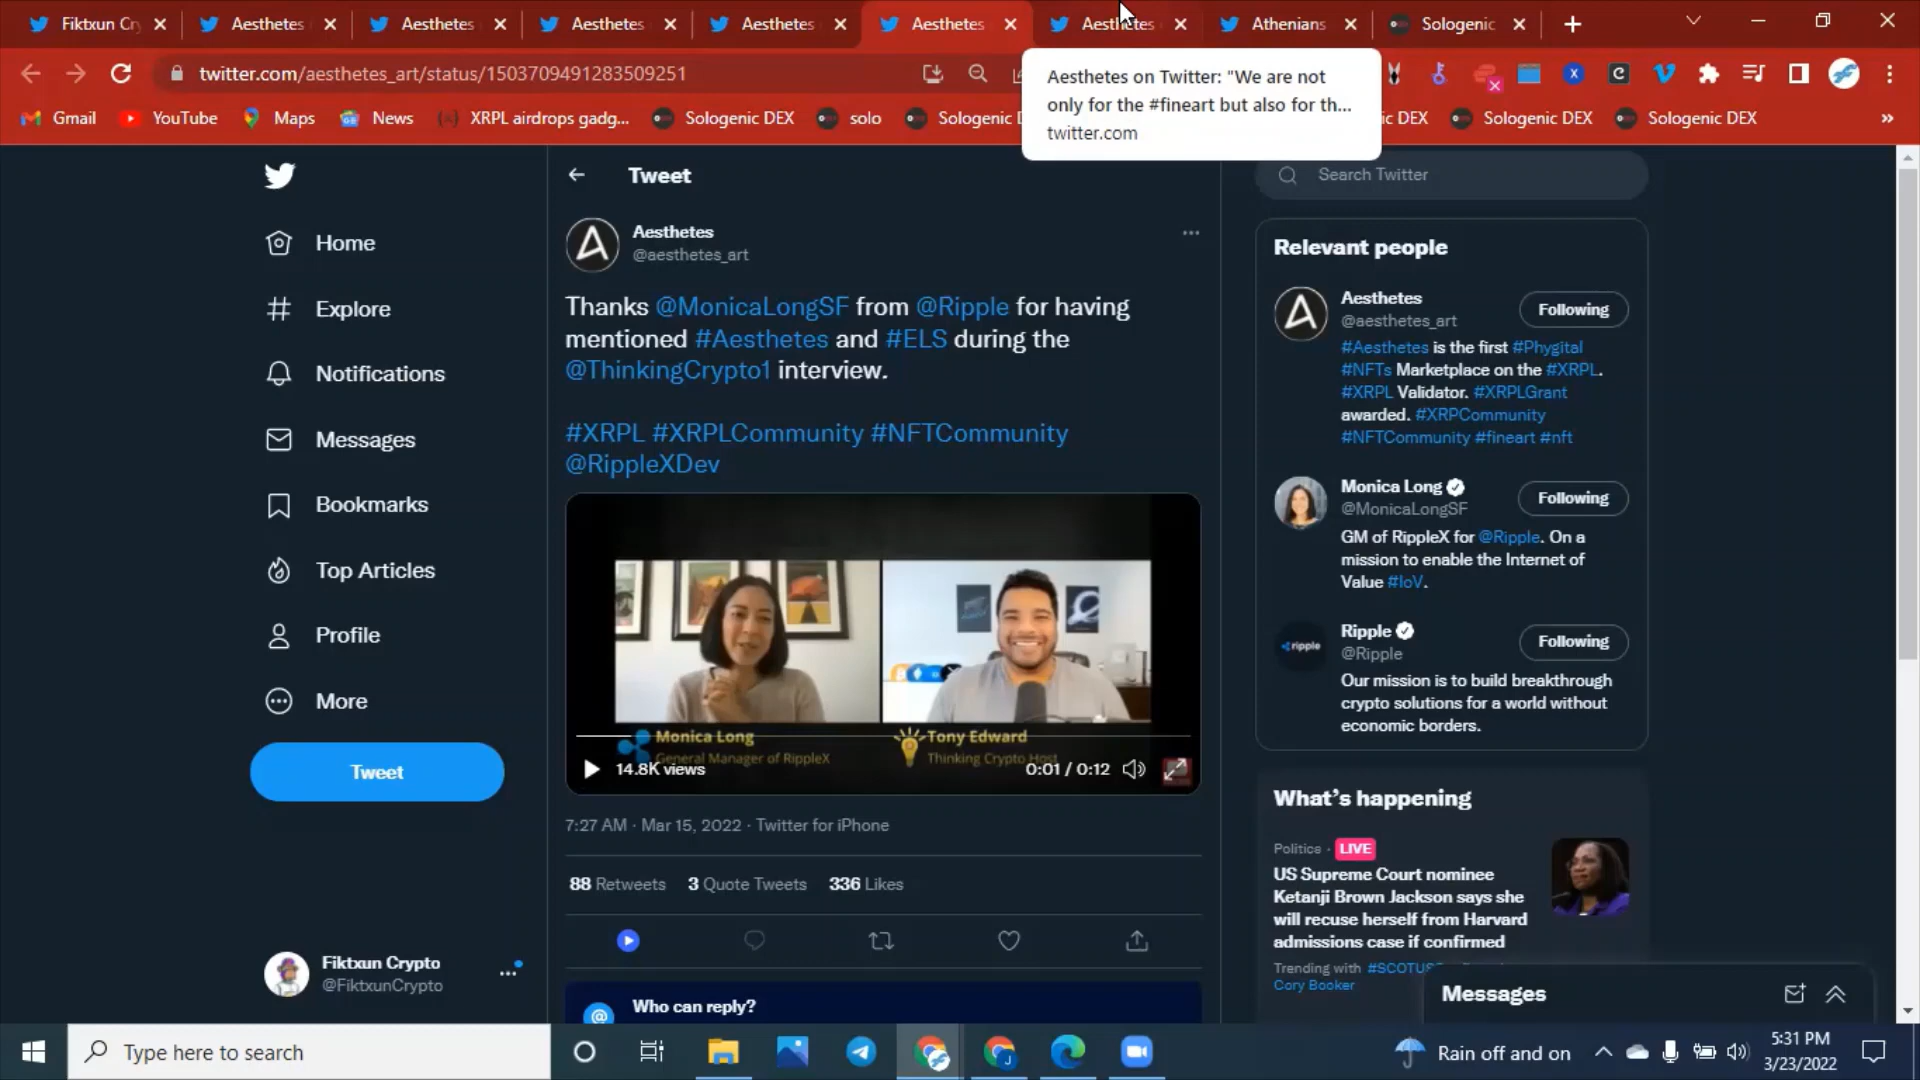 Fiktxun Cr
Aesthetes
Aesthetes
Aesthetes
Aesthetes
Aesthetes
Aesthetes
Athenians
Sologenic
twitter.com/aesthetes_art/status/1503709491283509251
Aesthetes on Twitter: "We are not
only for the #fineart but also for th...
twitter.com
Gmail
YouTube
Maps
News
XRPL airdrops gadg...
Sologenic DEX
solo
Sologenic
DEX
Sologenic DEX
Sologenic DEX
Home
Explore
Notifications
Messages
Bookmarks
Top Articles
Profile
More
Tweet
Fiktxun Crypto
@FiktxunCrypto
Tweet
Aesthetes
@aesthetes_art
Thanks @MonicaLongSF from @Ripple for having
mentioned #Aesthetes and #ELS during the
@ThinkingCrypto1 interview.
#XRPL #XRPLCommunity #NFTCommunity
@RippleXDev
Monica Long
General Manager of RippleX
Tony Edward
Thinking Crypto Host
14.8K views
0:01 / 0:12
7:27 AM · Mar 15, 2022 · Twitter for iPhone
88 Retweets 3 Quote Tweets 336 Likes
Who can reply?
Search Twitter
Relevant people
Aesthetes
@aesthetes_art
Following
#Aesthetes is the first #Phygital
#NFTs Marketplace on the #XRPL.
#XRPL Validator. #XRPLGrant
awarded. #XRPCommunity
#NFTCommunity #fineart #nft
Monica Long
@MonicaLongSF
Following
GM of RippleX for @Ripple. On a
mission to enable the Internet of
Value #IoV.
ripple
Ripple
@Ripple
Following
Our mission is to build breakthrough
crypto solutions for a world without
economic borders.
What's happening
Politics · LIVE
US Supreme Court nominee
Ketanji Brown Jackson says she
will recuse herself from Harvard
admissions case if confirmed
Trending with
Cory Booker
Messages
Type here to search
Rain off and on
5:31 PM
3/23/2022